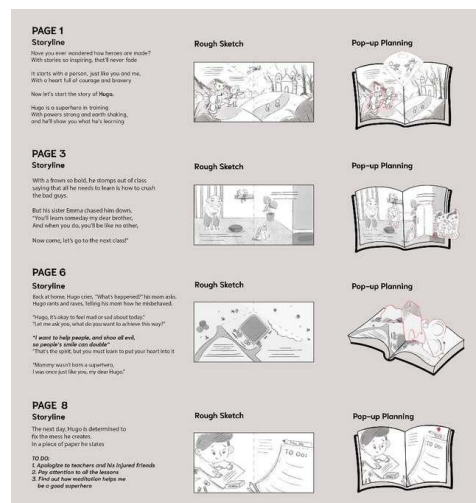 PAGE 1
Storyline
Have you ever wondered how heroes are made?
With stories so inspiring, that'll never fade
It starts with a person, just like you and me,
With a heart full of courage and bravery
Now let's start the story of Hugo.
Hugo is a superhero in training
With powers strong and earth shaking,
and he'll show you what he's learning
Rough Sketch
Pop-up Planning
PAGE 3
Storyline
With a frown so bold, he stomps out of class
saying that all he needs to learn is how to crush
the bad guys.
But his sister Emma chased him down,
"You'll learn someday my dear brother,
And when you do, you'll be like no other,
Now come, let's go to the next class!"
Rough Sketch
Pop-up Planning
PAGE 6
Storyline
Back at home, Hugo cries, "What's happened?" his mom asks.
Hugo rants and raves, telling his mom how he misbehaved.
"Hugo, it's okay to feel mad or sad about today."
"Let me ask you, what do you want to achieve this way?"
"I want to help people, and shoo all evil,
so people's smile can double"
"That's the spirit, but you must learn to put your heart into it
"Mommy wasn't born a superhero,
I was once just like you, my dear Hugo."
Rough Sketch
Pop-up Planning
PAGE 8
Storyline
The next day, Hugo is determined to
fix the mess he creates
In a piece of paper he states
TO DO:
1. Apologize to teachers and his injured friends
2. Pay attention to all the lessons
3. Find out how meditation helps me
be a good superhero
Rough Sketch
TO DO:
Pop-up Planning
TO DO: